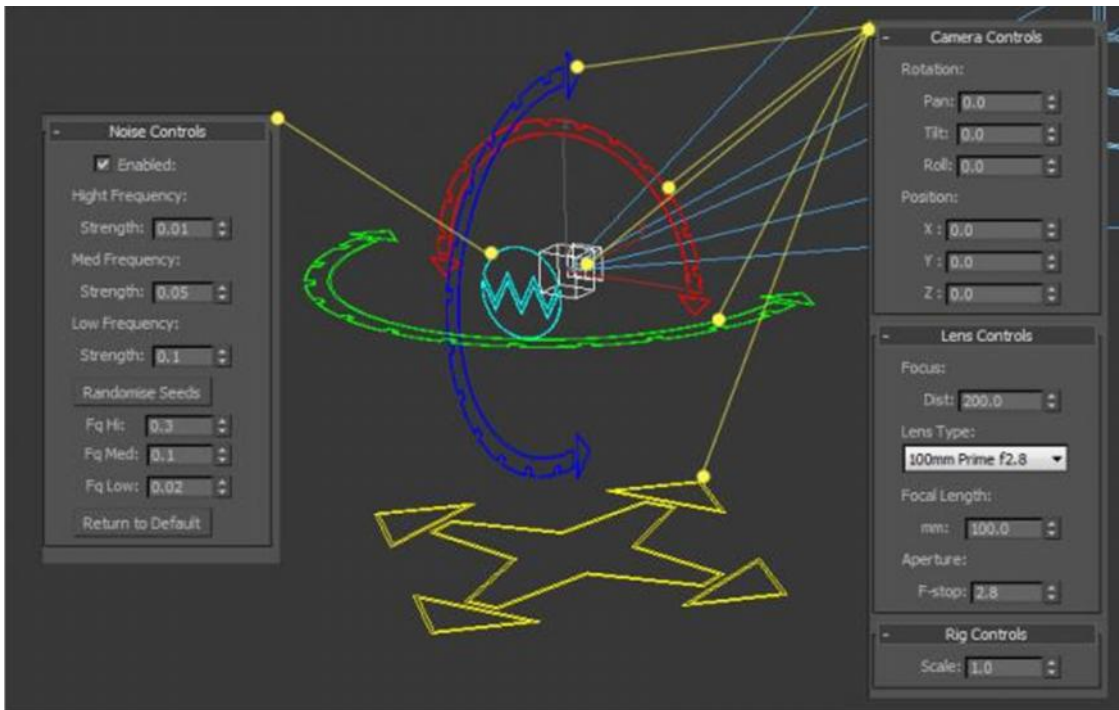 Noise Controls
Enabled:
Hight Frequency:
Strength: 0.01
Med Frequency:
Strength: 0.05
Low Frequency:
Strength: 0.1
Randomise Seeds
Fq Hi: 0.3
Fq Med: 0.1
Fq Low: 0.02
Return to Default
Camera Controls
Rotation:
Pan: 0.0
Tilt: 0.0
Roll: 0.0
Position:
X : 0.0
Y : 0.0
Z : 0.0
Lens Controls
Focus:
Dist: 200.0
Lens Type:
100mm Prime f2.8
Focal Length:
mm: 100.0
Aperture:
F-stop: 2.8
Rig Controls
Scale: 1.0